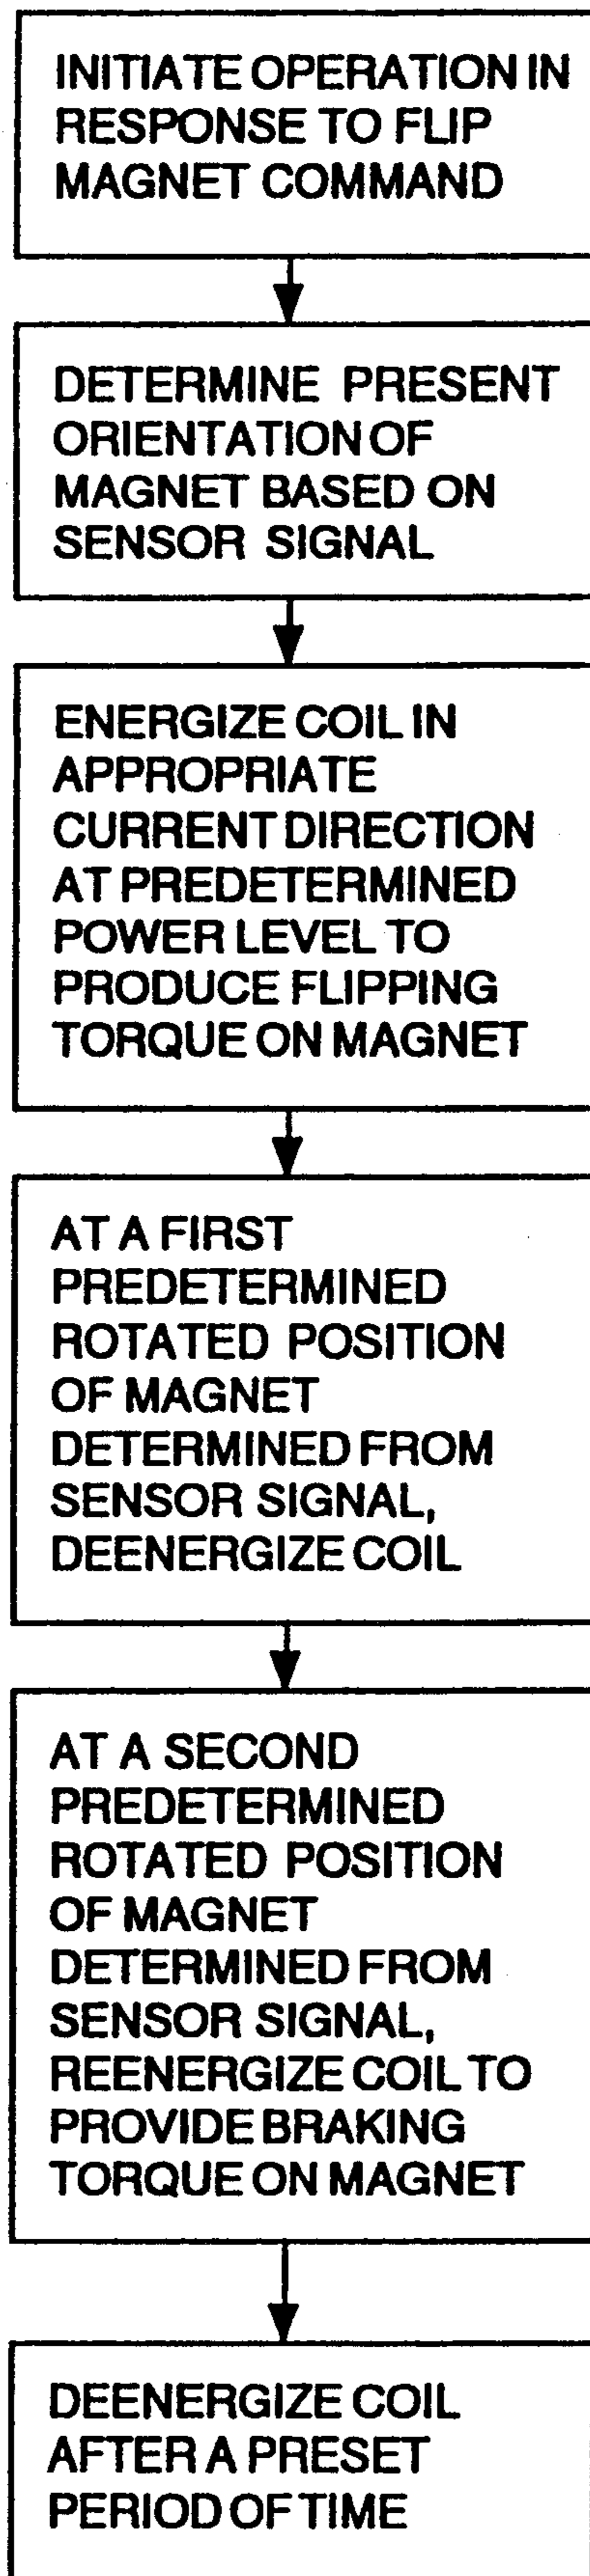 INITIATE OPERATION IN
RESPONSE TO FLIP
MAGNET COMMAND
DETERMINE PRESENT
ORIENTATION OF
MAGNET BASED ON
SENSOR SIGNAL
ENERGIZE COIL IN
APPROPRIATE
CURRENT DIRECTION
AT PREDETERMINED
POWER LEVEL TO
PRODUCE FLIPPING
TORQUE ON MAGNET
AT A FIRST
PREDETERMINED
ROTATED POSITION
OF MAGNET
DETERMINED FROM
SENSOR SIGNAL,
DEENERGIZE COIL
AT A SECOND
PREDETERMINED
ROTATED POSITION
OF MAGNET
DETERMINED FROM
SENSOR SIGNAL,
REENERGIZE COIL TO
PROVIDE BRAKING
TORQUE ON MAGNET
DEENERGIZE COIL
AFTER A PRESET
PERIOD OF TIME